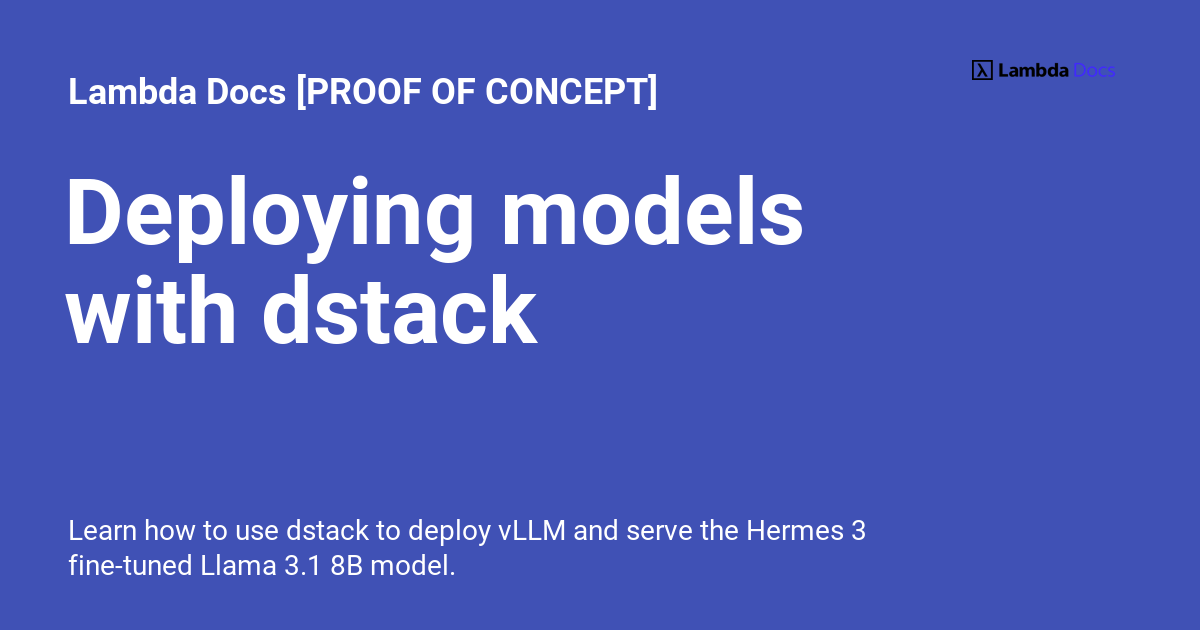 Lambda Docs [PROOF OF CONCEPT]
λ Lambda Docs
Deploying models
with dstack
Learn how to use dstack to deploy vLLM and serve the Hermes 3
fine-tuned Llama 3.1 8B model.